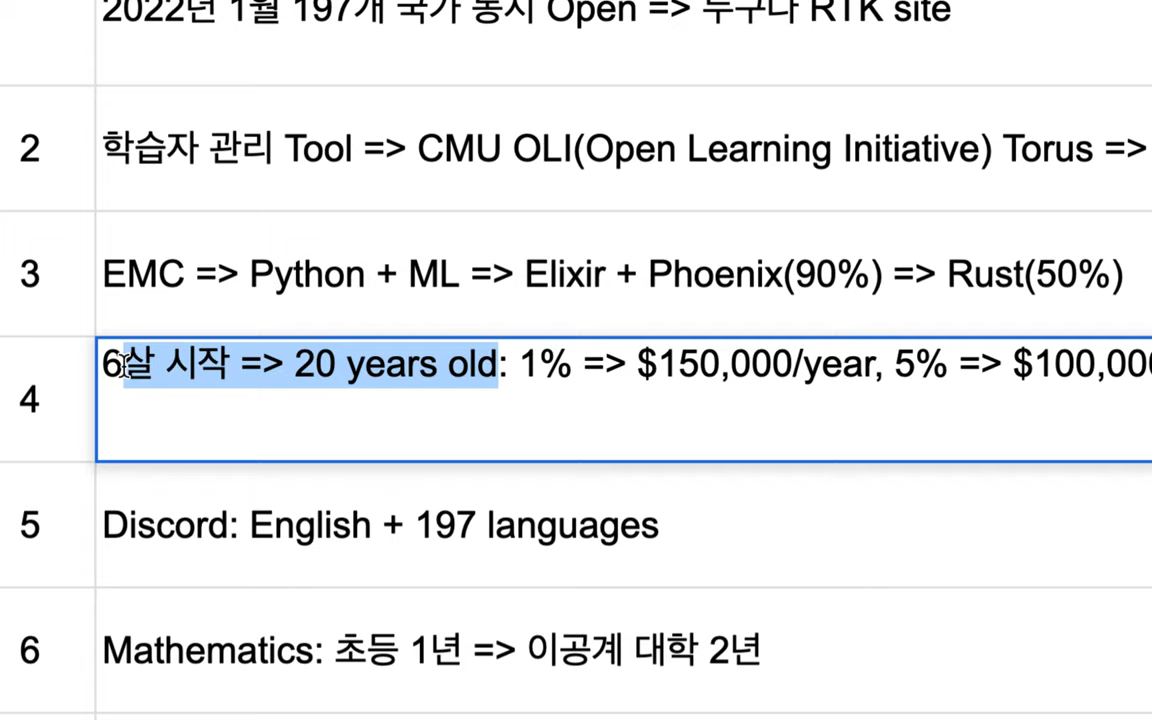 2022년 1월 197개 국가 동시 Open => 누구나 RTK site
2 학습자 관리 Tool => CMU OLI(Open Learning Initiative) Torus =>
3 EMC => Python + ML => Elixir + Phoenix(90%) => Rust(50%)
4 6살 시작 => 20 years old: 1% => $150,000/year, 5% => $100,000
5 Discord: English + 197 languages
6 Mathematics: 초등 1년 => 이공계 대학 2년